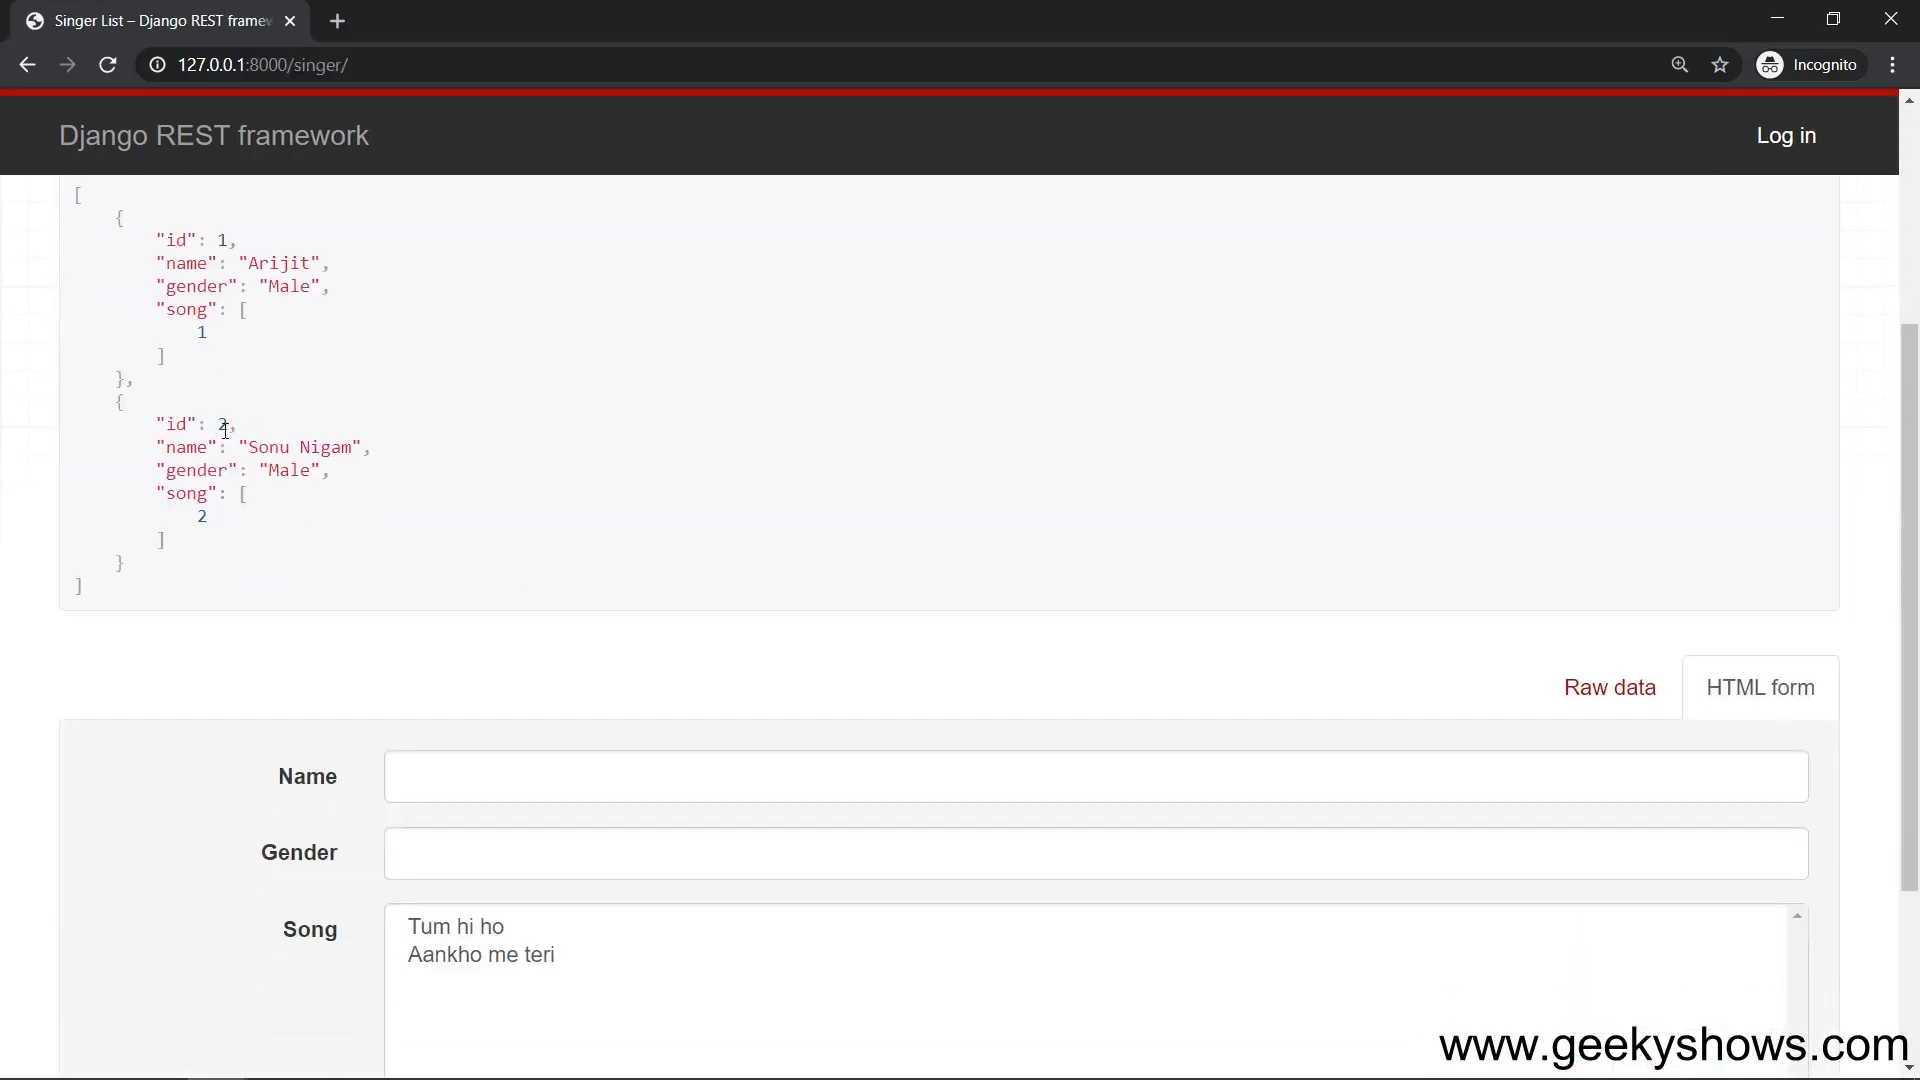 Singer List – Django REST framew
127.0.0.1:8000/singer/
Incognito
Django REST framework
Log in
[
{
"id": 1,
"name": "Arijit",
"gender": "Male",
"song": [
1
]
},
{
"id": 2,
"name": "Sonu Nigam",
"gender": "Male",
"song": [
2
]
}
]
Raw data
HTML form
Name
Gender
Song
Tum hi ho
Aankho me teri
www.geekyshows.com